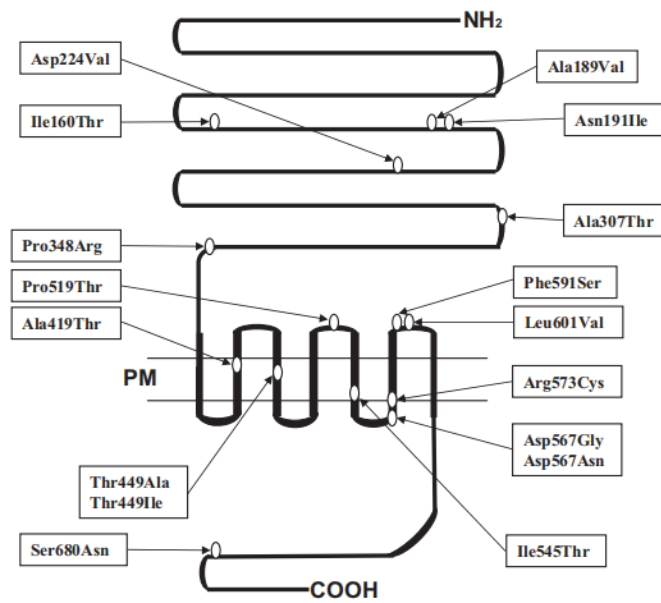 NH₂
Asp224Val
Ala189Val
Ile160Thr
Asn191Ile
Ala307Thr
Pro348Arg
Pro519Thr
Phe591Ser
Ala419Thr
Leu601Val
PM
Arg573Cys
Asp567Gly
Asp567Asn
Thr449Ala
Thr449Ile
Ser680Asn
Ile545Thr
COOH